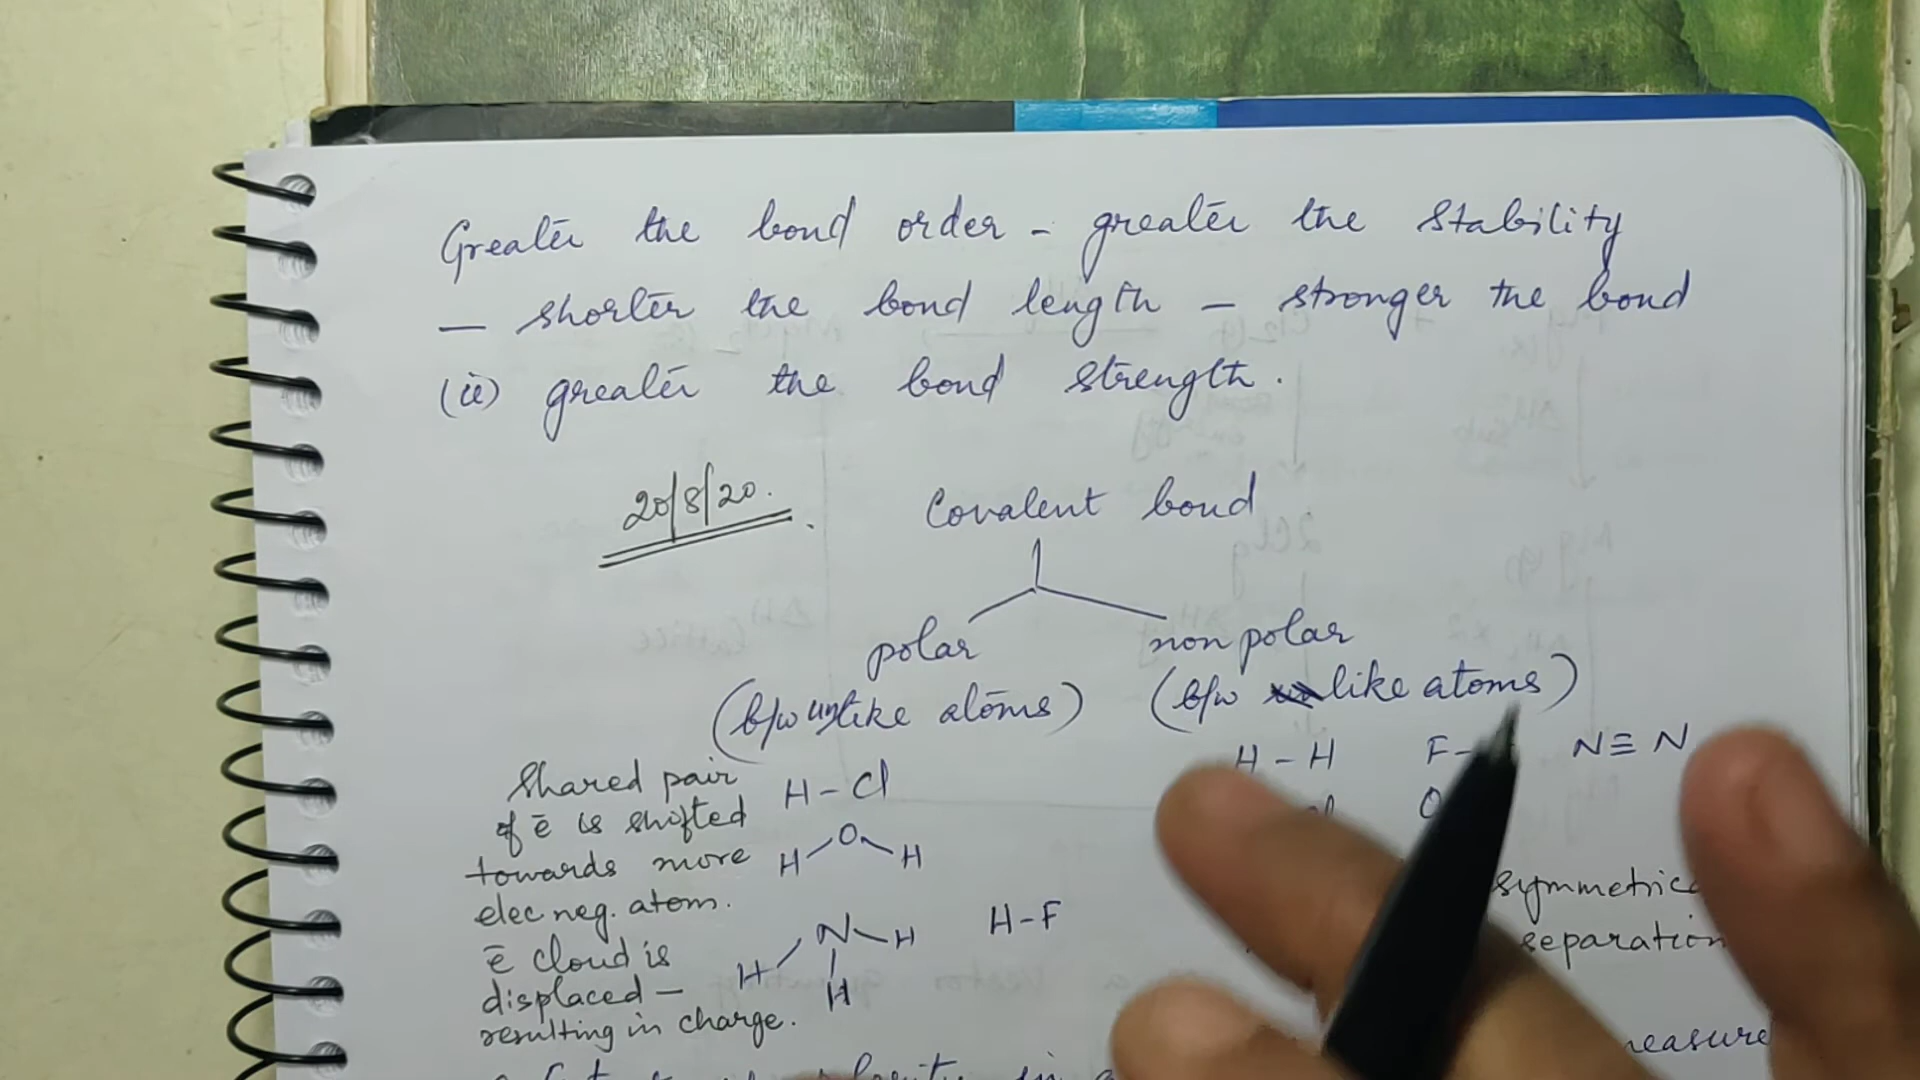 Greater the bond order - greater the stability
— shorter the bond length — stronger the bond
(ie) greater the bond strength.
20/8/20.
Covalent bond
polar
non polar
(b/w unlike atoms)
(b/w like atoms)
Shared pair
of ē is shifted
towards more
elec neg. atom.
ē cloud is
displaced —
resulting in charge.
H - Cl
H O H
N H
H H
H - F
H - H F - N ≡ N
O
symmetrica
separation
measure